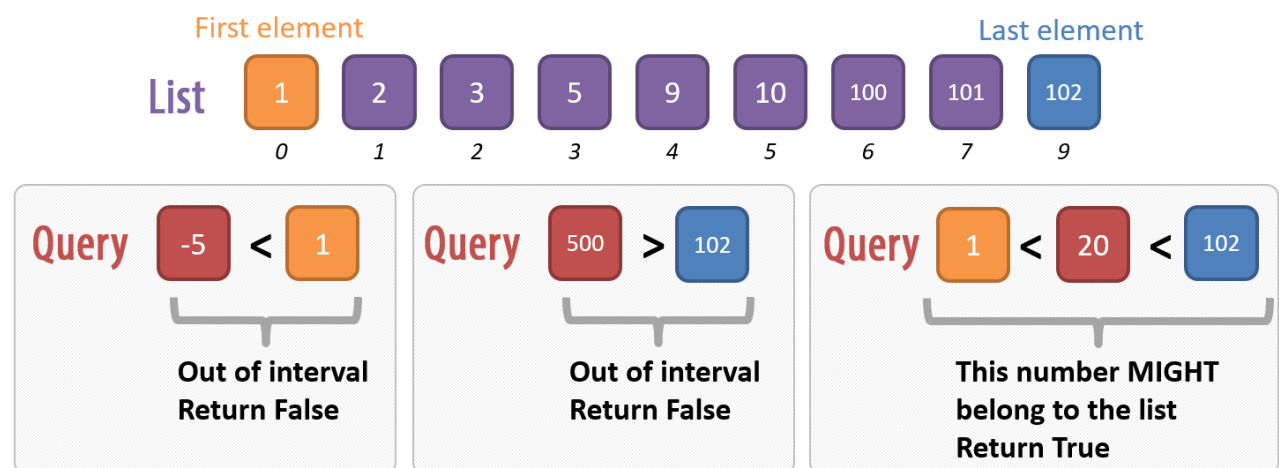 First element
Last element
List 1 2 3 5 9 10 100 101 102
0 1 2 3 4 5 6 7 9
Query -5 < 1
Out of interval
Return False
Query 500 > 102
Out of interval
Return False
Query 1 < 20 < 102
This number MIGHT
belong to the list
Return True